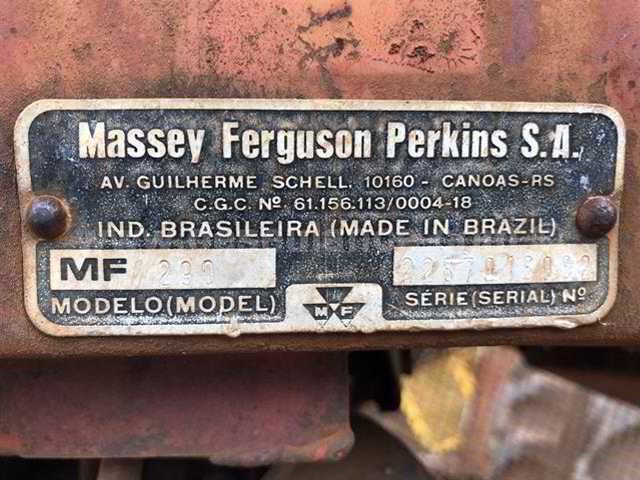 Massey Ferguson Perkins S.A.
AV. GUILHERME SCHELL, 10160 - CANOAS-RS
C.G.C. Nº 61.156.113/0004-18
IND. BRASILEIRA (MADE IN BRAZIL)
MF 290
MODELO (MODEL)
MF
SÉRIE (SERIAL) Nº